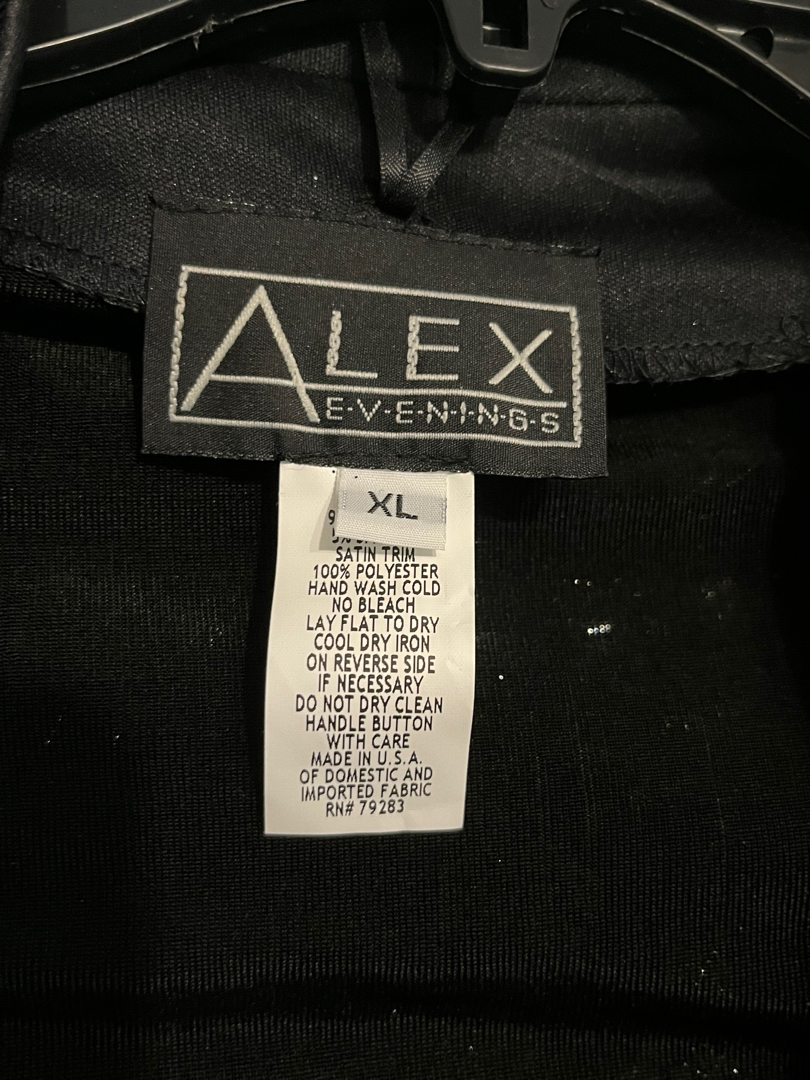 ALEX
E·V·E·N·I·N·G·S
XL
SATIN TRIM
100% POLYESTER
HAND WASH COLD
NO BLEACH
LAY FLAT TO DRY
COOL DRY IRON
ON REVERSE SIDE
IF NECESSARY
DO NOT DRY CLEAN
HANDLE BUTTON
WITH CARE
MADE IN U.S.A.
OF DOMESTIC AND
IMPORTED FABRIC
RN# 79283